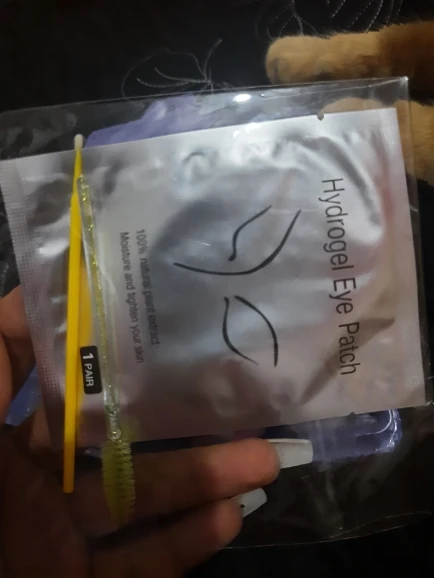 Hydrogel Eye Patch
100% natural plant extract
Moisture and tighten your skin
1 PAIR